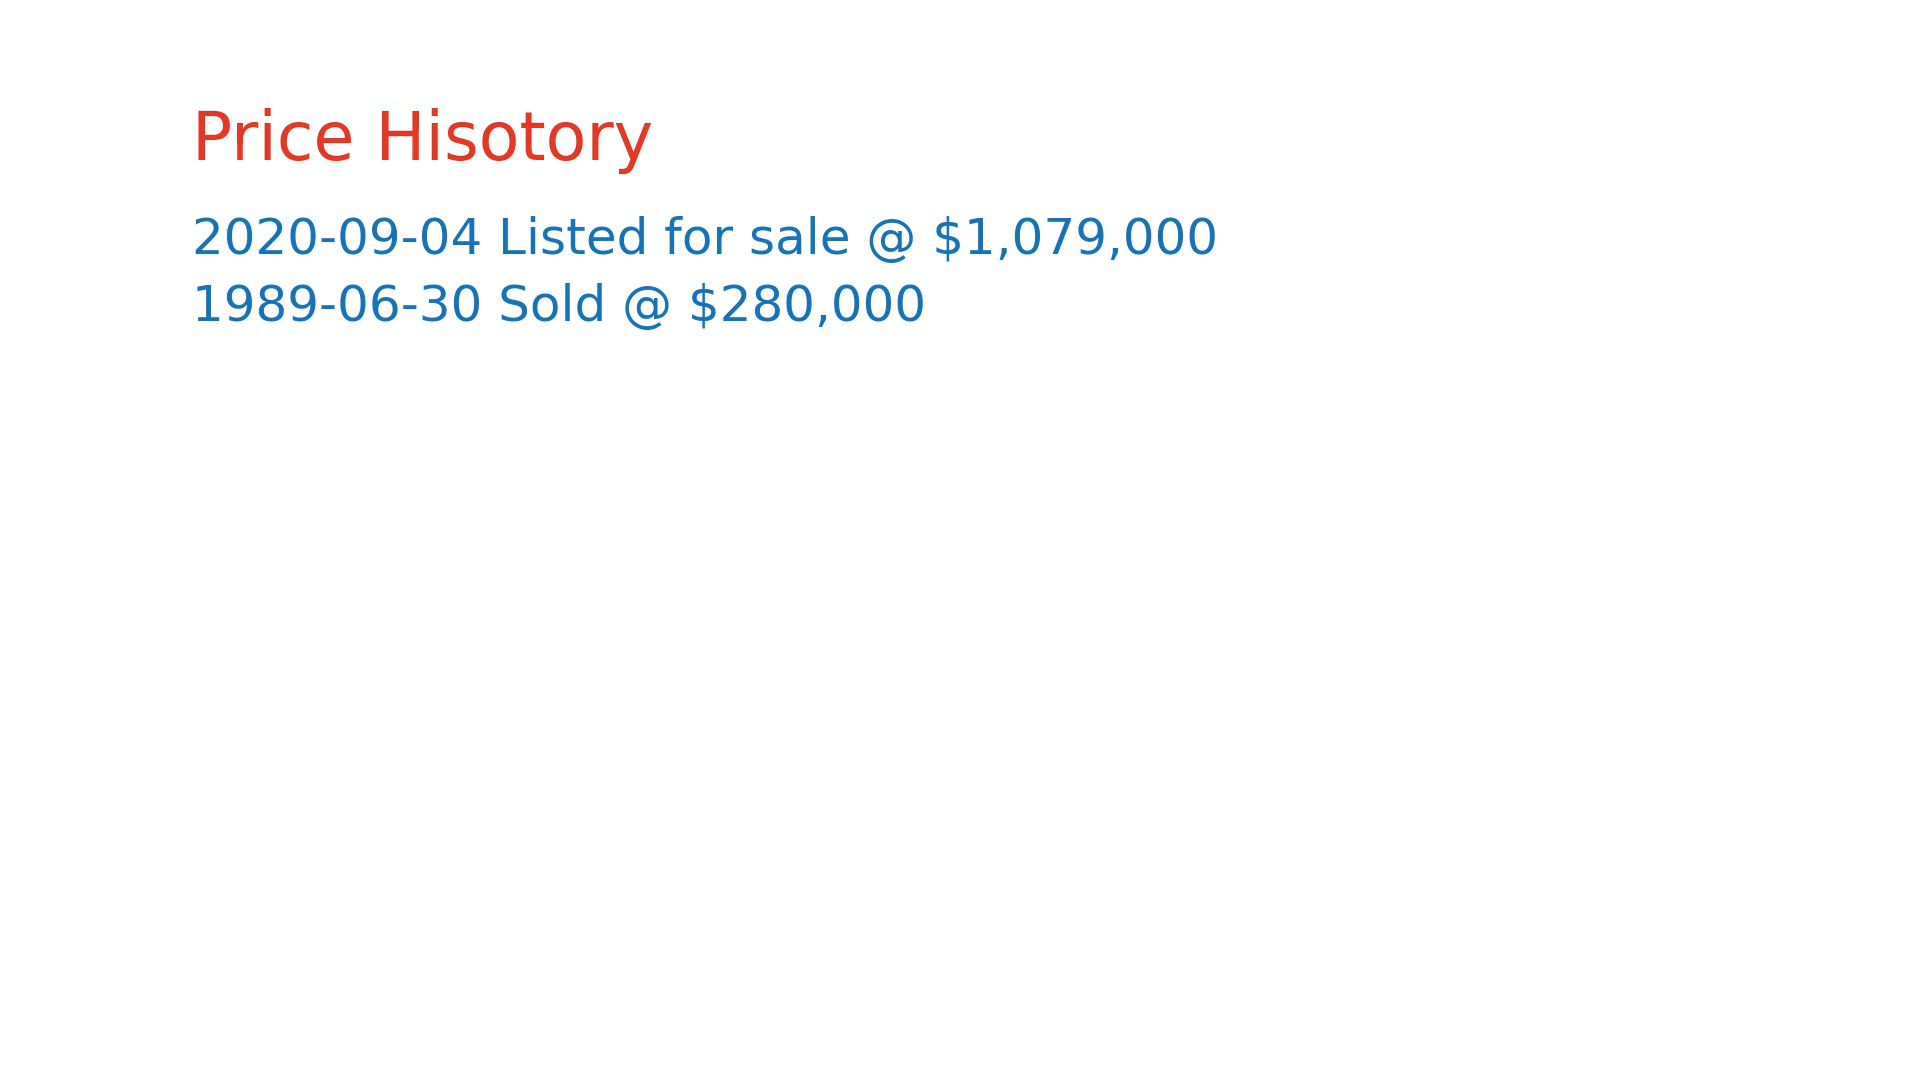 Price Hisotory
2020-09-04 Listed for sale @ $1,079,000
1989-06-30 Sold @ $280,000